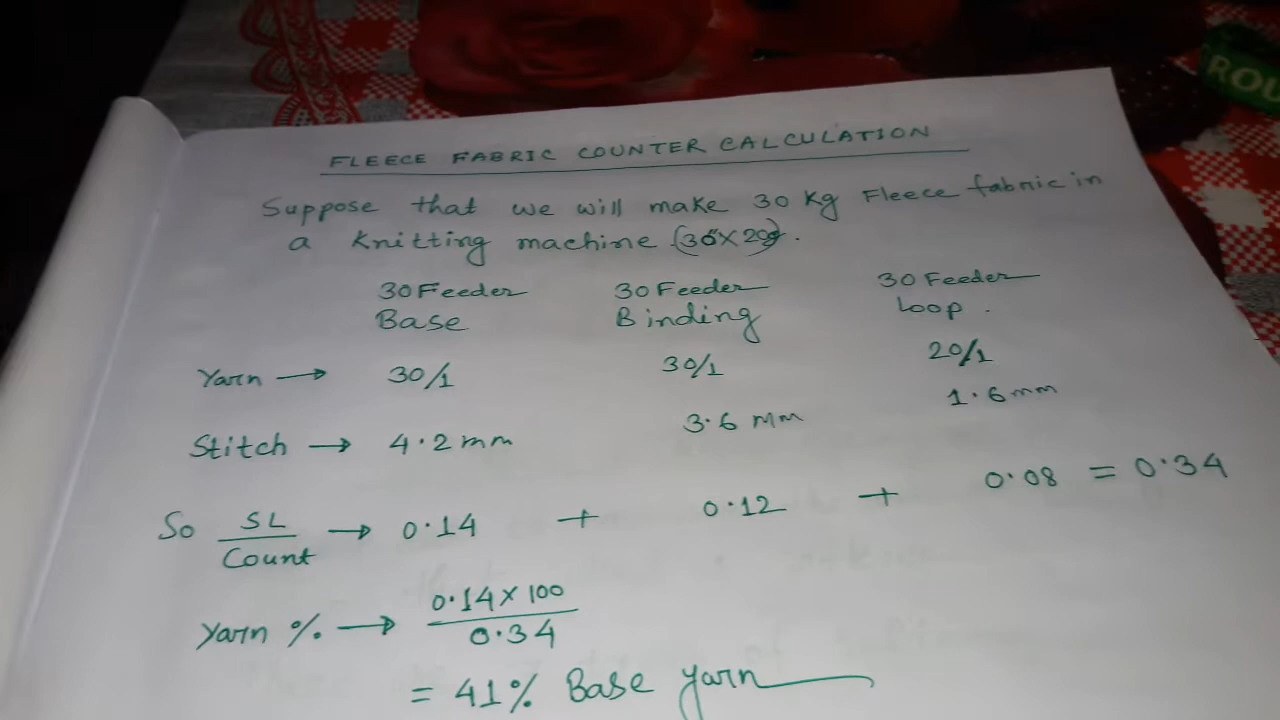 FLEECE FABRIC COUNTER CALCULATION
Suppose that we will make 30 Kg Fleece fabric in
a Knitting machine (30"X20g).
30 Feeder 30 Feeder 30 Feeder
Base Binding Loop.
Yarn → 30/1 30/1 20/1
Stitch → 4.2 mm 3.6 mm 1.6 mm
So SL/Count → 0.14 + 0.12 + 0.08 = 0.34
Yarn % → 0.14 X 100 / 0.34
= 41% Base yarn
ROU